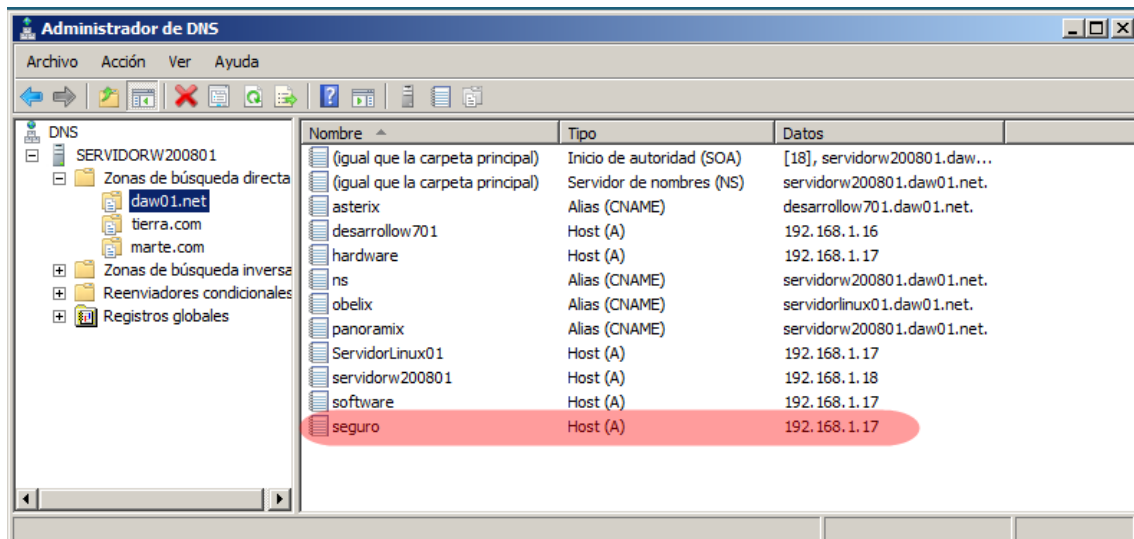 Administrador de DNS
Archivo Acción Ver Ayuda
DNS
SERVIDORW200801
Zonas de búsqueda directa
daw01.net
tierra.com
marte.com
Zonas de búsqueda inversa
Reenviadores condicionales
Registros globales
Nombre Tipo Datos
(igual que la carpeta principal) Inicio de autoridad (SOA) [18], servidorw200801.daw...
(igual que la carpeta principal) Servidor de nombres (NS) servidorw200801.daw01.net.
asterix Alias (CNAME) desarrollow701.daw01.net.
desarrollow701 Host (A) 192.168.1.16
hardware Host (A) 192.168.1.17
ns Alias (CNAME) servidorw200801.daw01.net.
obelix Alias (CNAME) servidorlinux01.daw01.net.
panoramix Alias (CNAME) servidorw200801.daw01.net.
ServidorLinux01 Host (A) 192.168.1.17
servidorw200801 Host (A) 192.168.1.18
software Host (A) 192.168.1.17
seguro Host (A) 192.168.1.17